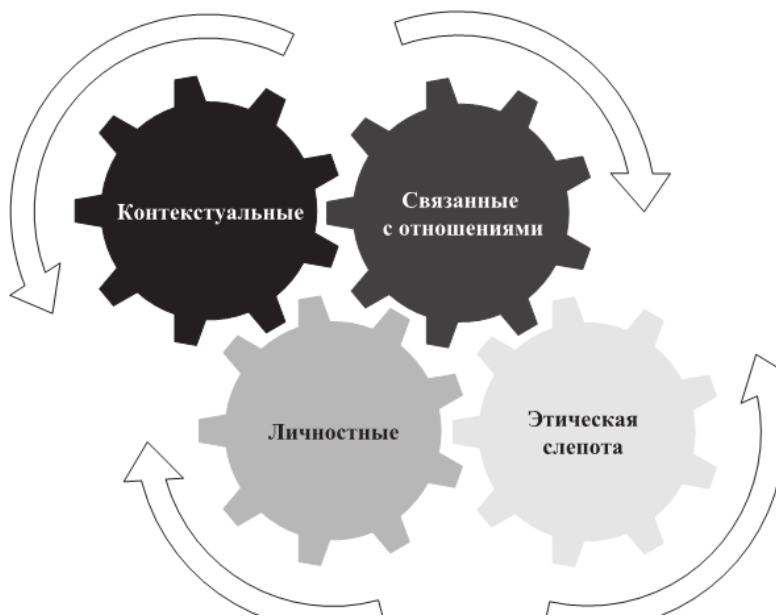 Контекстуальные
Связанные
с отношениями
Личностные
Этическая
слепота